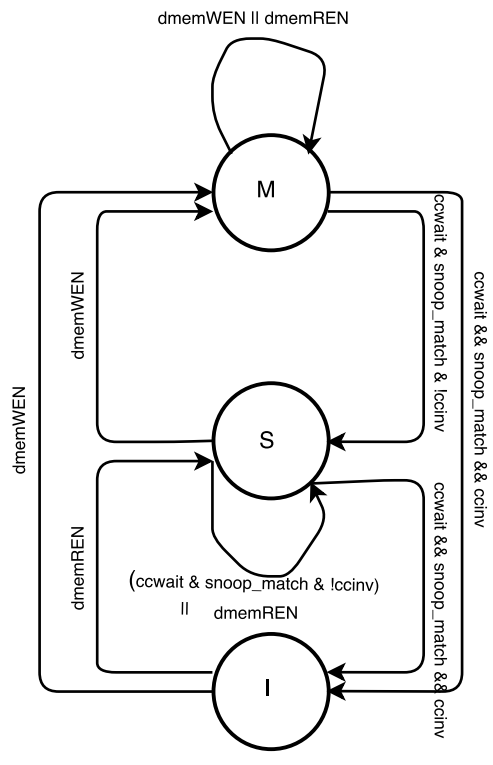 dmemWEN || dmemREN
M
ccwait & snoop_match & !ccinv
ccwait && snoop_match && ccinv
dmemWEN
dmemWEN
S
dmemREN
ccwait && snoop_match && ccinv
(ccwait & snoop_match & !ccinv)
|| dmemREN
I